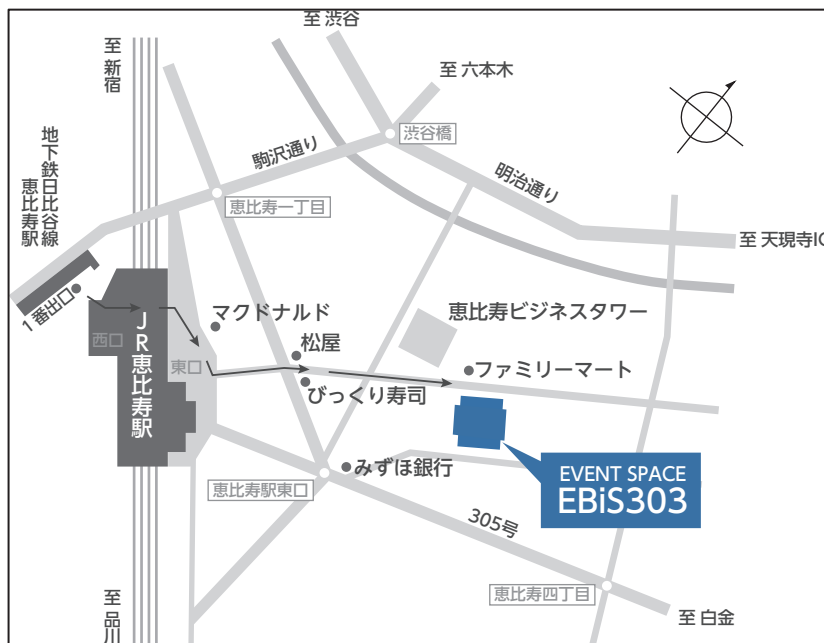 至 渋谷
至 新宿
至 六本木
地下鉄日比谷線
恵比寿駅
渋谷橋
駒沢通り
明治通り
恵比寿一丁目
至 天現寺IC
1番出口
マクドナルド
恵比寿ビジネスタワー
西口
JR恵比寿駅
東口
松屋
ファミリーマート
びっくり寿司
みずほ銀行
恵比寿駅東口
EVENT SPACE
EBiS303
305号
恵比寿四丁目
至 品川
至 白金